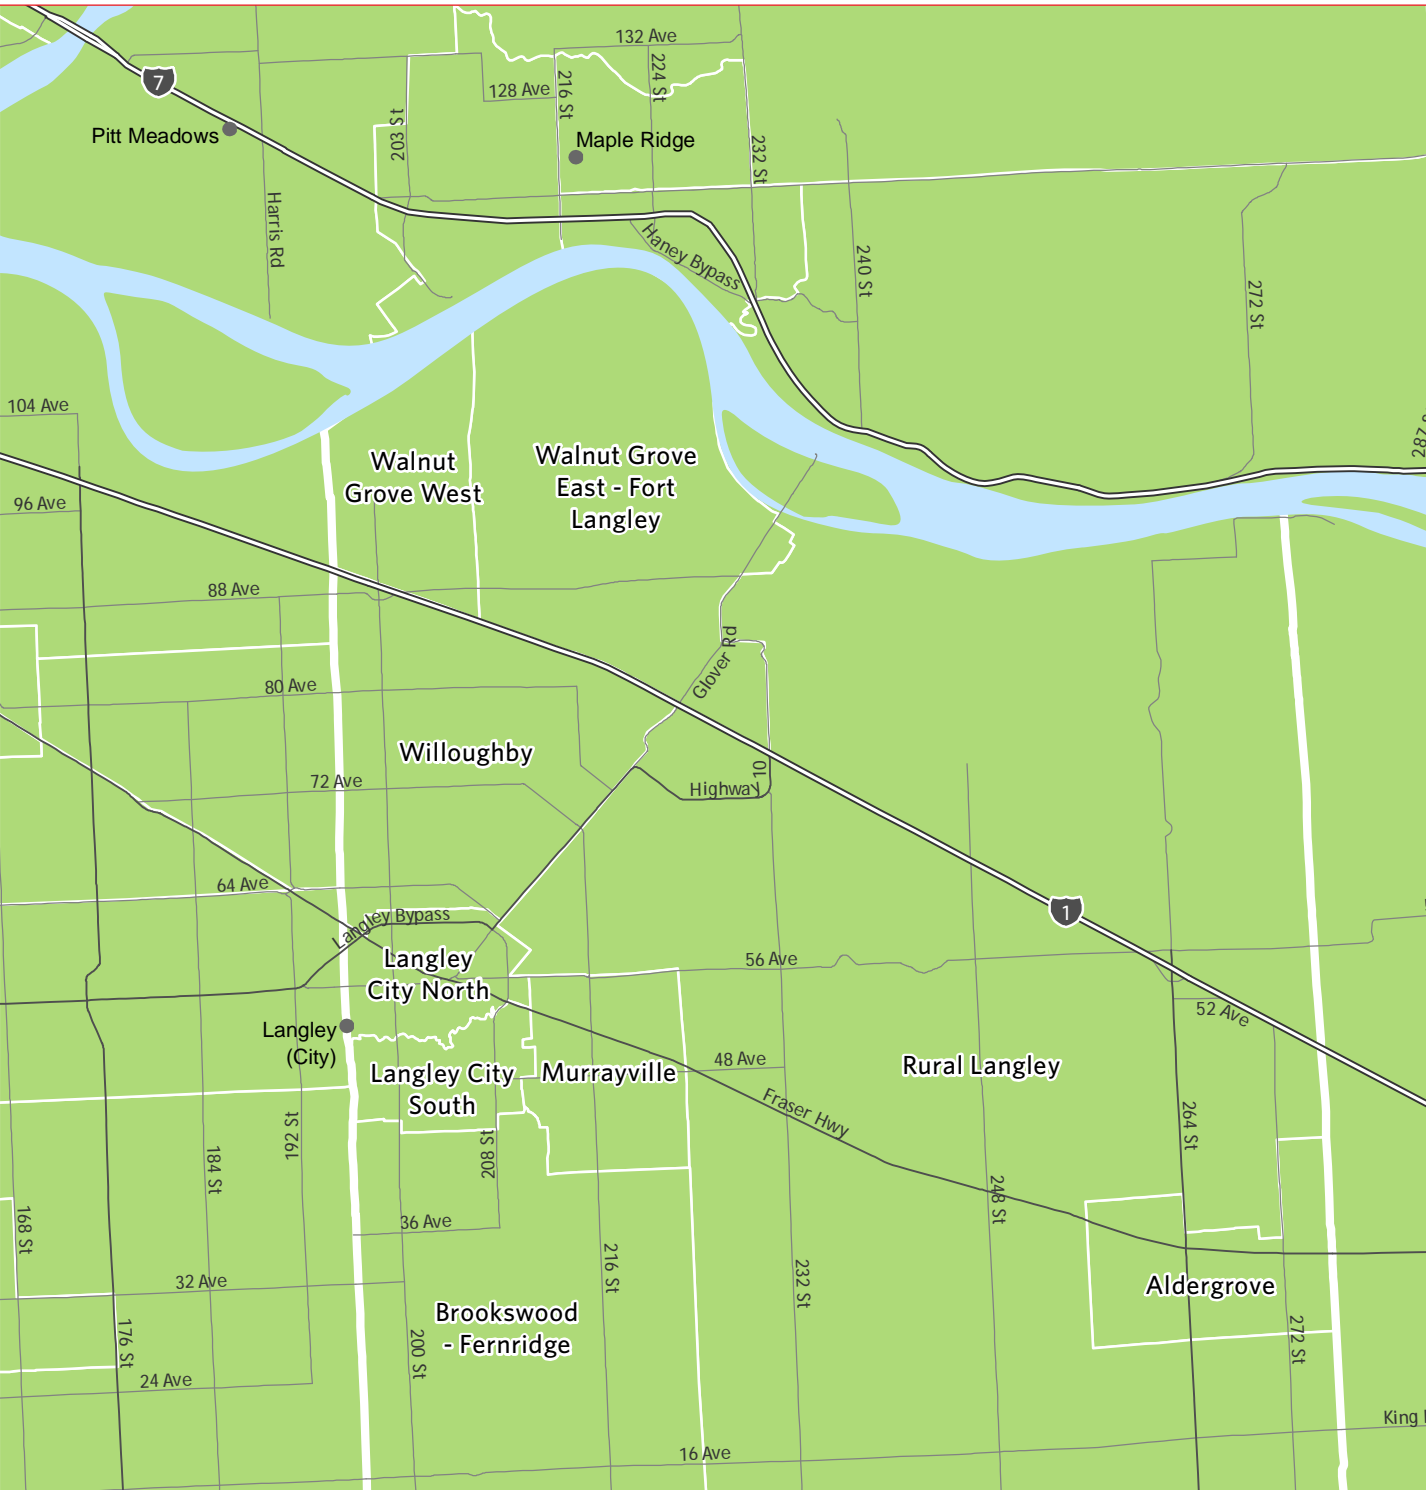 132 Ave
7
128 Ave
216 St
224 St
203 St
Pitt Meadows
Maple Ridge
232 St
Harris Rd
Haney Bypass
240 St
272 St
104 Ave
Walnut
Grove West
Walnut Grove
East - Fort
Langley
96 Ave
88 Ave
Glover Rd
80 Ave
Willoughby
72 Ave
Highway 10
64 Ave
Langley Bypass
1
Langley
City North
56 Ave
52 Ave
Langley
(City)
48 Ave
Langley City
South
Murrayville
Rural Langley
Fraser Hwy
264 St
192 St
184 St
208 St
248 St
168 St
36 Ave
216 St
232 St
32 Ave
Aldergrove
Brookswood
- Fernridge
176 St
200 St
272 St
24 Ave
King
16 Ave